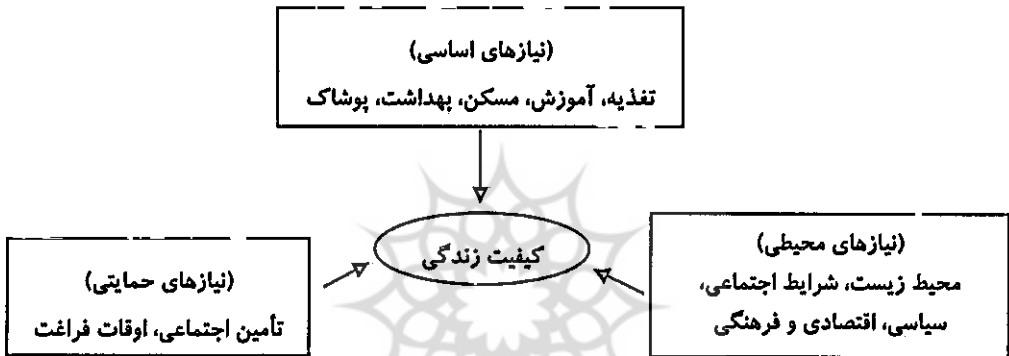 (نیازهای اساسی)
تغذیه، آموزش، مسکن، بهداشت، پوشاک
کیفیت زندگی
(نیازهای محیطی)
محیط زیست، شرایط اجتماعی،
سیاسی، اقتصادی و فرهنگی
(نیازهای حمایتی)
تأمین اجتماعی، اوقات فراغت